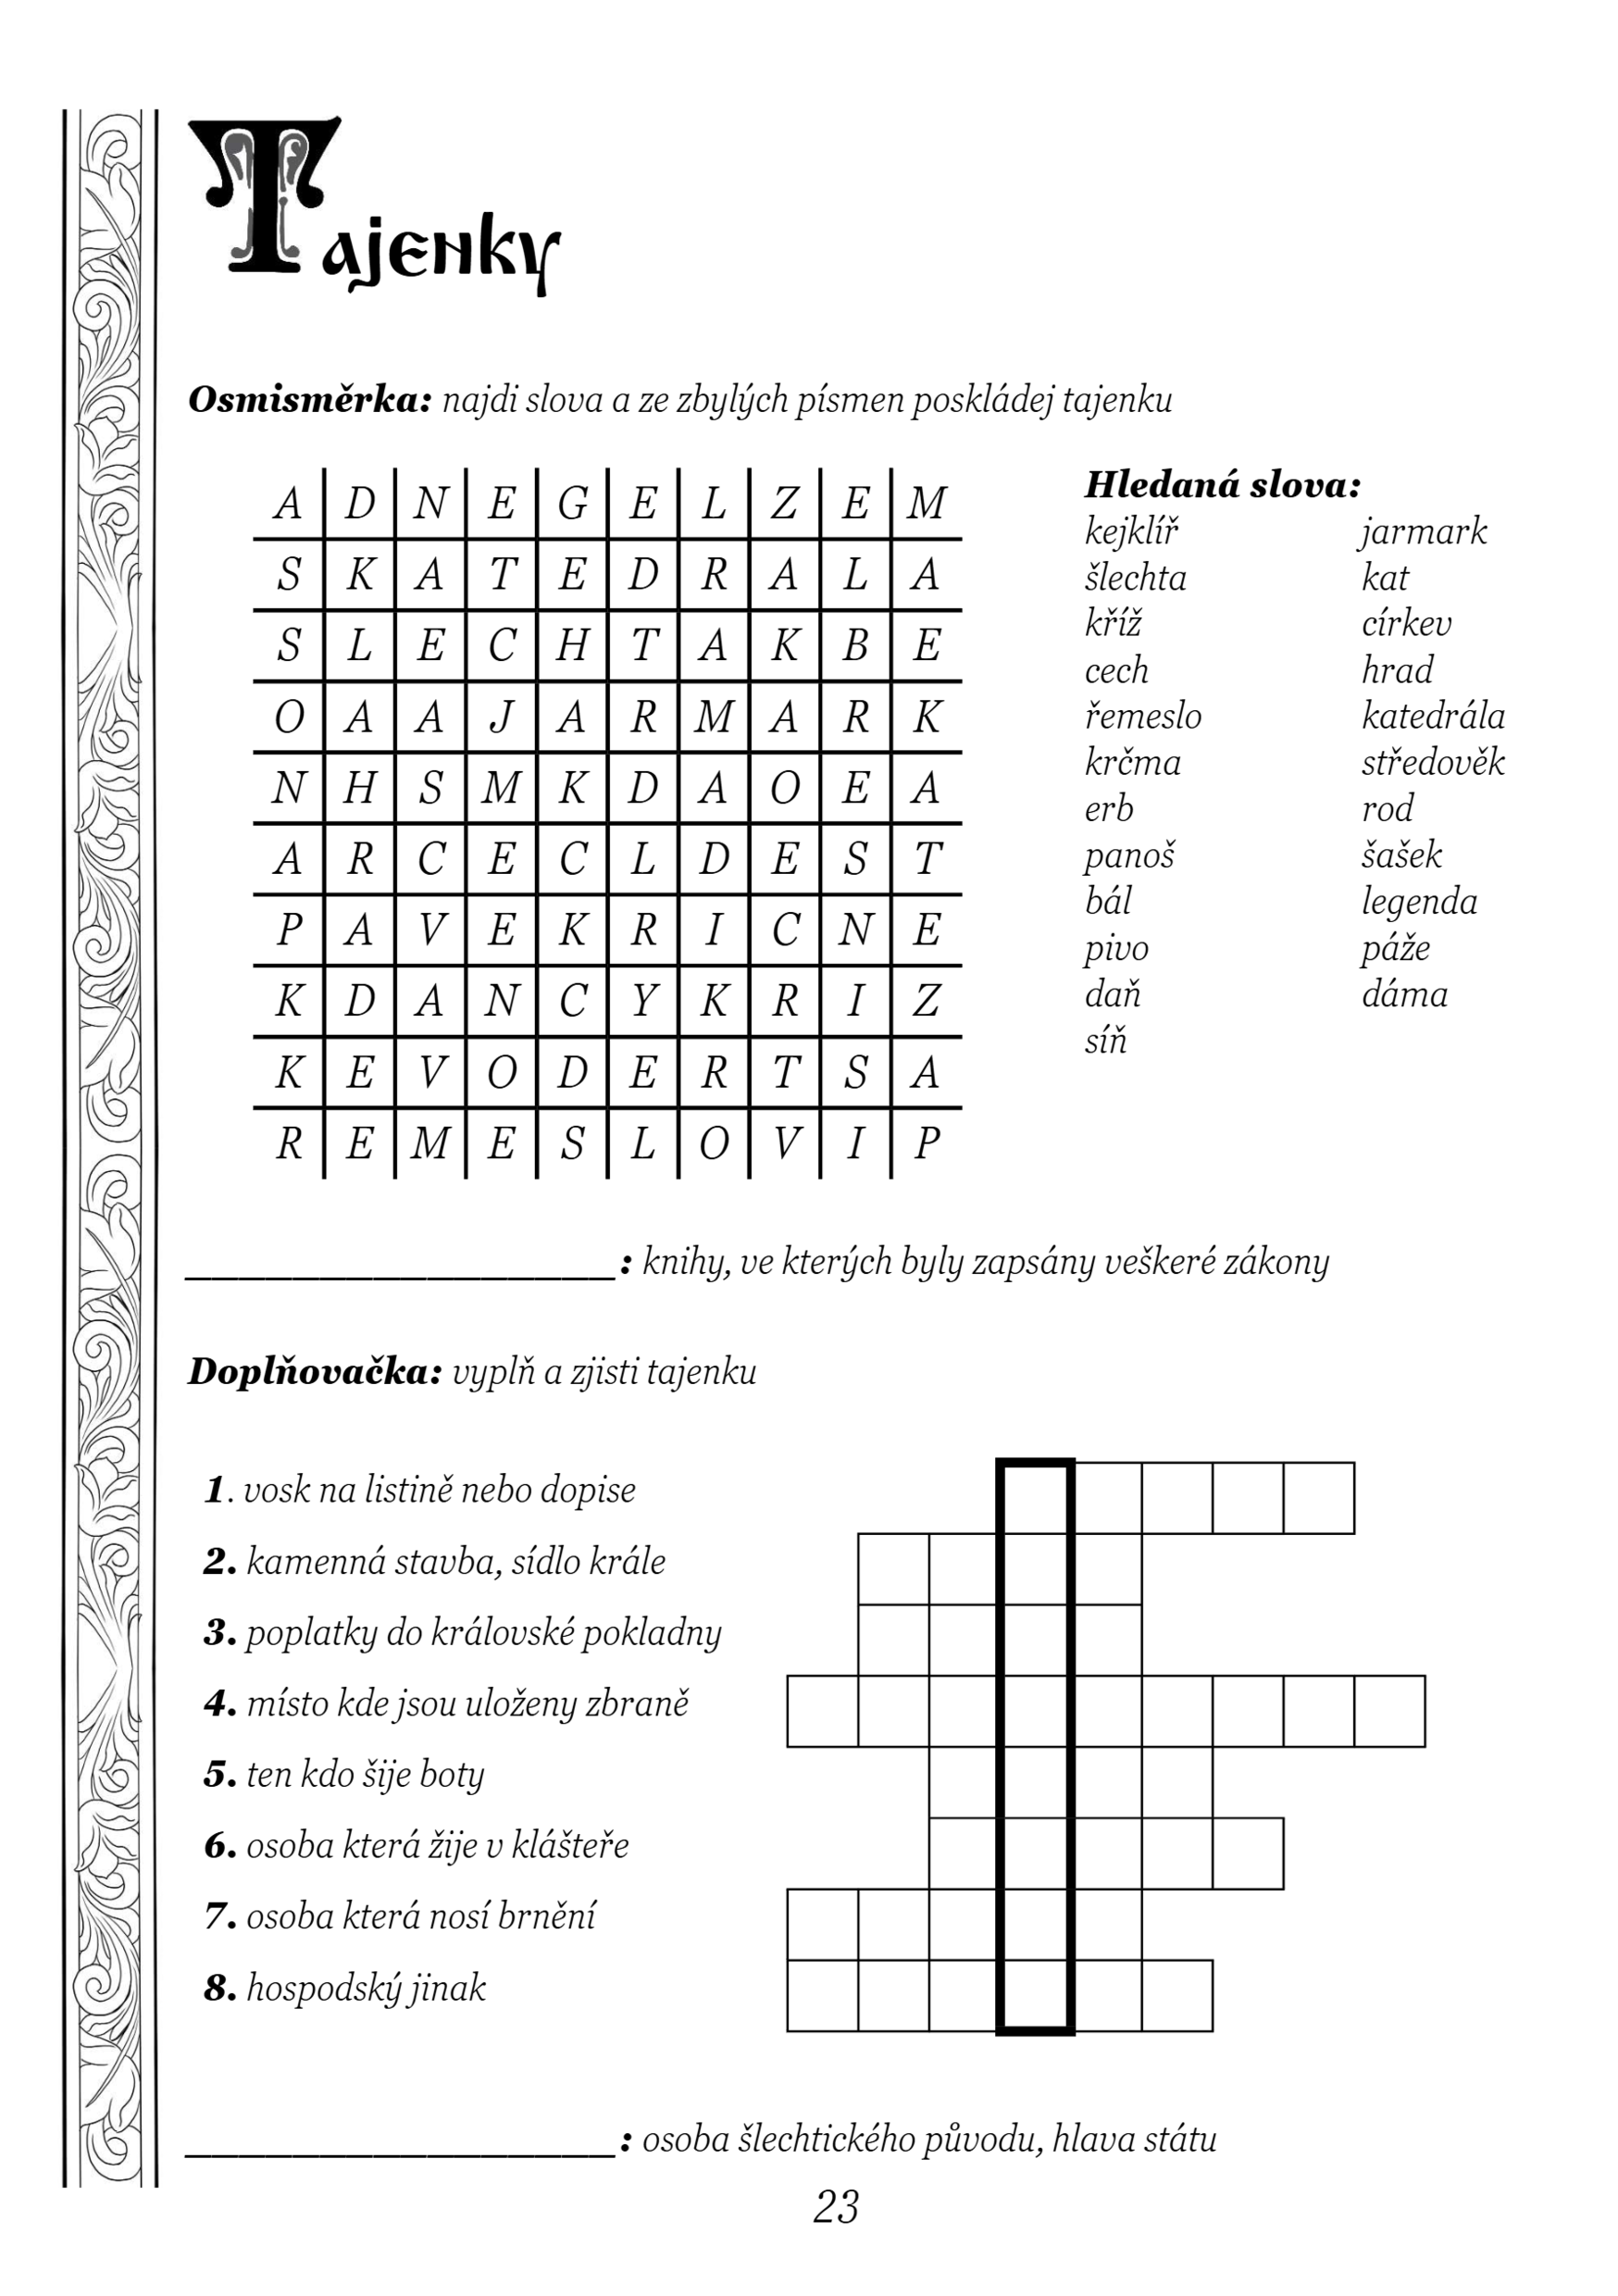 Tajenky
Osmisměrka: najdi slova a ze zbylých písmen poskládej tajenku
A D N E G E L Z E M
S K A T E D R A L A
S L E C H T A K B E
O A A J A R M A R K
N H S M K D A O E A
A R C E C L D E S T
P A V E K R I C N E
K D A N C Y K R I Z
K E V O D E R T S A
R E M E S L O V I P
Hledaná slova:
kejklíř jarmark
šlechta kat
kříž církev
cech hrad
řemeslo katedrála
krčma středověk
erb rod
panoš šašek
bál legenda
pivo páže
daň dáma
síň
________________: knihy, ve kterých byly zapsány veškeré zákony
Doplňovačka: vyplň a zjisti tajenku
1. vosk na listině nebo dopise
2. kamenná stavba, sídlo krále
3. poplatky do královské pokladny
4. místo kde jsou uloženy zbraně
5. ten kdo šije boty
6. osoba která žije v klášteře
7. osoba která nosí brnění
8. hospodský jinak
________________: osoba šlechtického původu, hlava státu
23